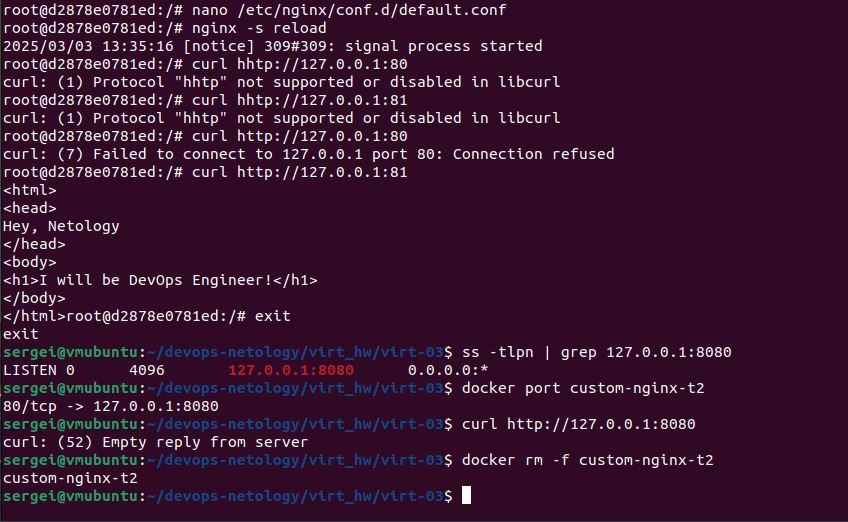 root@d2878e0781ed:/# nano /etc/nginx/conf.d/default.conf
root@d2878e0781ed:/# nginx -s reload
2025/03/03 13:35:16 [notice] 309#309: signal process started
root@d2878e0781ed:/# curl hhtp://127.0.0.1:80
curl: (1) Protocol "hhtp" not supported or disabled in libcurl
root@d2878e0781ed:/# curl hhtp://127.0.0.1:81
curl: (1) Protocol "hhtp" not supported or disabled in libcurl
root@d2878e0781ed:/# curl http://127.0.0.1:80
curl: (7) Failed to connect to 127.0.0.1 port 80: Connection refused
root@d2878e0781ed:/# curl http://127.0.0.1:81
<html>
<head>
Hey, Netology
</head>
<body>
<h1>I will be DevOps Engineer!</h1>
</body>
</html>root@d2878e0781ed:/# exit
exit
sergei@vmubuntu:~/devops-netology/virt_hw/virt-03$ ss -tlpn | grep 127.0.0.1:8080
LISTEN 0      4096       127.0.0.1:8080      0.0.0.0:*
sergei@vmubuntu:~/devops-netology/virt_hw/virt-03$ docker port custom-nginx-t2
80/tcp -> 127.0.0.1:8080
sergei@vmubuntu:~/devops-netology/virt_hw/virt-03$ curl http://127.0.0.1:8080
curl: (52) Empty reply from server
sergei@vmubuntu:~/devops-netology/virt_hw/virt-03$ docker rm -f custom-nginx-t2
custom-nginx-t2
sergei@vmubuntu:~/devops-netology/virt_hw/virt-03$